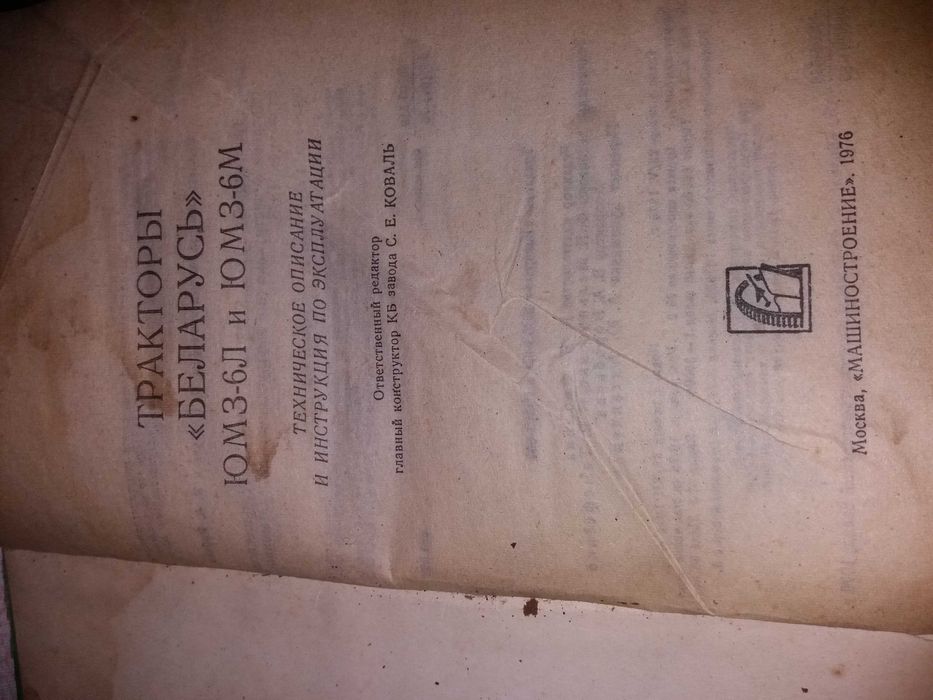 ТРАКТОРЫ
«БЕЛАРУСЬ»
ЮМЗ-6Л и ЮМЗ-6М
ТЕХНИЧЕСКОЕ ОПИСАНИЕ
И ИНСТРУКЦИЯ ПО ЭКСПЛУАТАЦИИ
Ответственный редактор
главный конструктор КБ завода С. Е. КОВАЛЬ
Москва, «МАШИНОСТРОЕНИЕ». 1976